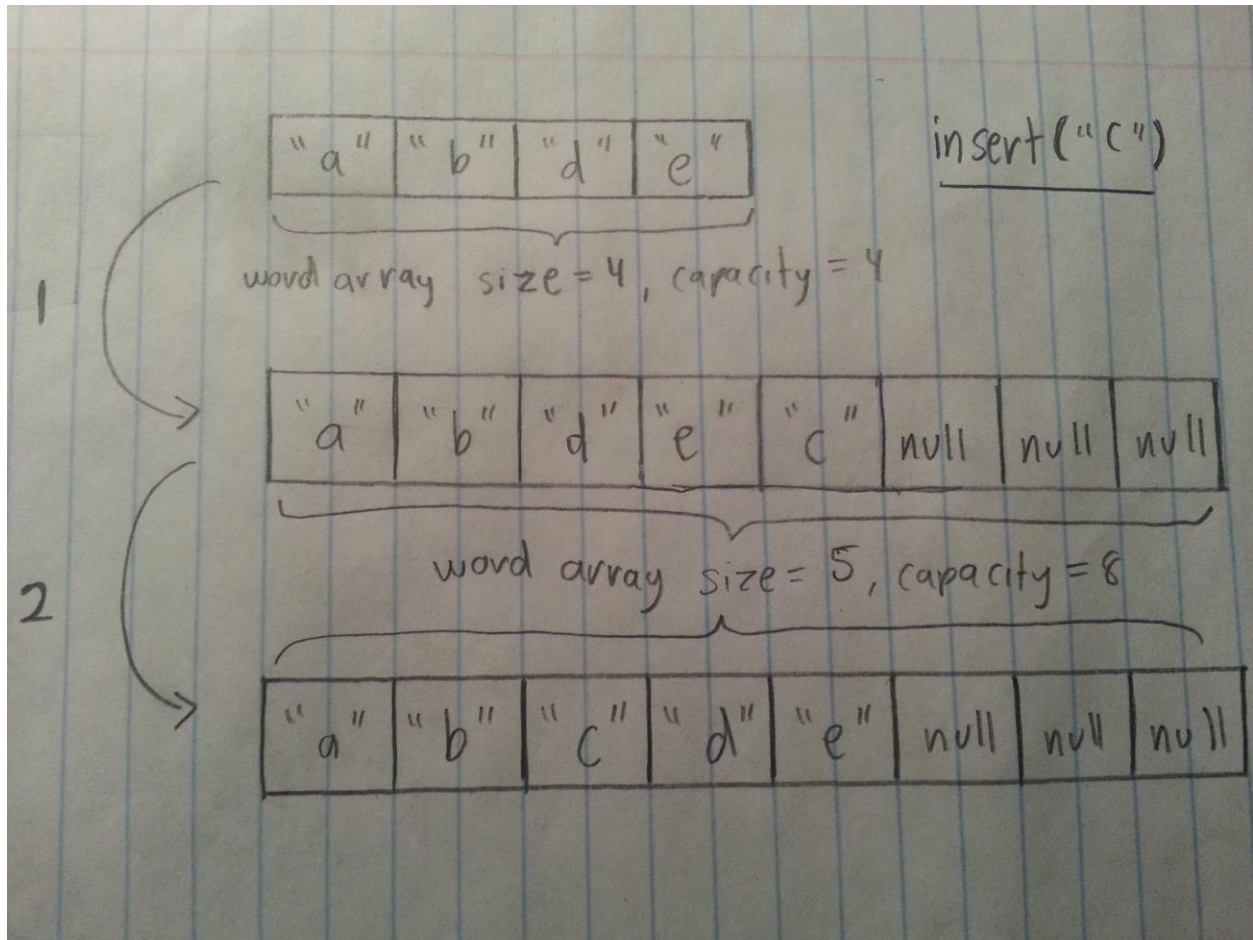 "a" "b" "d" "e"
insert("c")
word array size = 4, capacity = 4
1
"a" "b" "d" "e" "c" null null null
word array size = 5, capacity = 8
2
"a" "b" "c" "d" "e" null null null